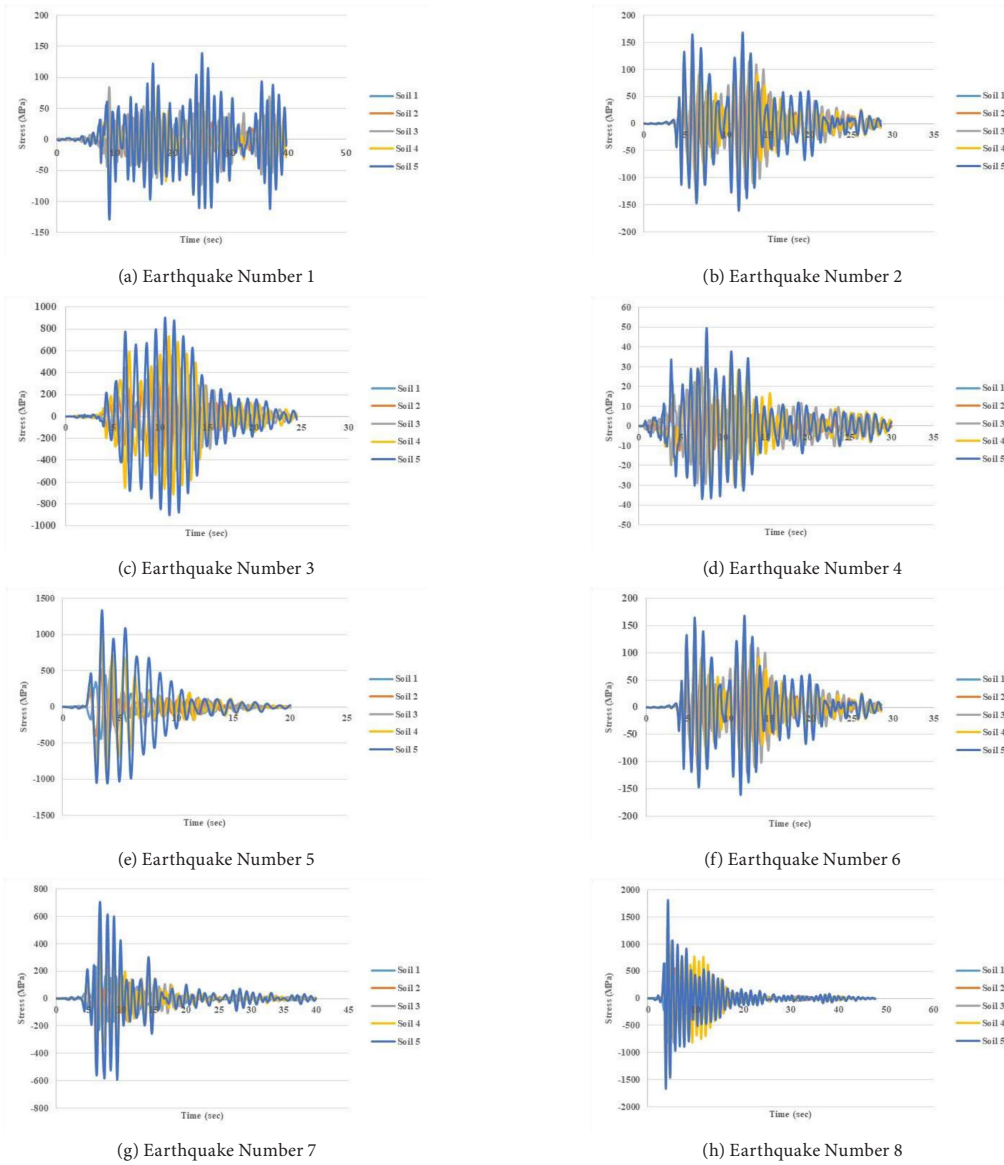 200
150
100
50
0
-50
-100
-150
0 10 20 30 40 50
Stress (MPa)
Time (sec)
Soil 1
Soil 2
Soil 3
Soil 4
Soil 5
(a) Earthquake Number 1
200
150
100
50
0
-50
-100
-150
-200
0 5 10 15 20 25 30 35
Stress (MPa)
Time (sec)
Soil 1
Soil 2
Soil 3
Soil 4
Soil 5
(b) Earthquake Number 2
1000
800
600
400
200
0
-200
-400
-600
-800
-1000
0 5 10 15 20 25 30
Stress (MPa)
Time (sec)
Soil 1
Soil 2
Soil 3
Soil 4
Soil 5
(c) Earthquake Number 3
60
50
40
30
20
10
0
-10
-20
-30
-40
-50
0 5 10 15 20 25 30 35
Stress (MPa)
Time (sec)
Soil 1
Soil 2
Soil 3
Soil 4
Soil 5
(d) Earthquake Number 4
1500
1000
500
0
-500
-1000
-1500
0 5 10 15 20 25
Stress (MPa)
Time (sec)
Soil 1
Soil 2
Soil 3
Soil 4
Soil 5
(e) Earthquake Number 5
200
150
100
50
0
-50
-100
-150
-200
0 5 10 15 20 25 30 35
Stress (MPa)
Time (sec)
Soil 1
Soil 2
Soil 3
Soil 4
Soil 5
(f) Earthquake Number 6
800
600
400
200
0
-200
-400
-600
-800
0 5 10 15 20 25 30 35 40 45
Stress (MPa)
Time (sec)
Soil 1
Soil 2
Soil 3
Soil 4
Soil 5
(g) Earthquake Number 7
2000
1500
1000
500
0
-500
-1000
-1500
-2000
0 10 20 30 40 50 60
Stress (MPa)
Time (sec)
Soil 1
Soil 2
Soil 3
Soil 4
Soil 5
(h) Earthquake Number 8